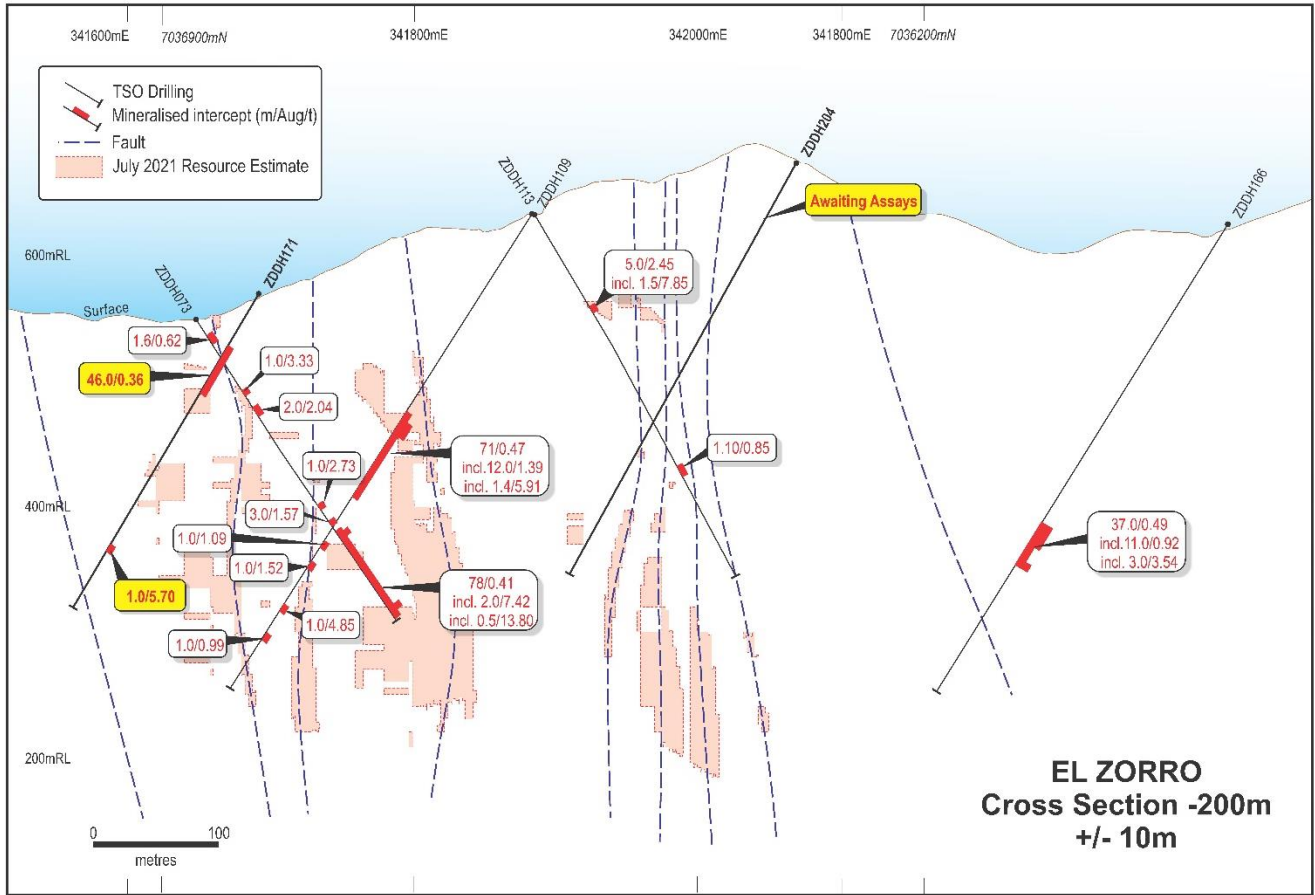 341600mE
7036900mN
341800mE
342000mE
341800mE
7036200mN
TSO Drilling
Mineralised intercept (m/Aug/t)
Fault
July 2021 Resource Estimate
ZDDH204
ZDDH113
ZDDH109
ZDDH166
Awaiting Assays
600mRL
ZDDH073
ZDDH171
Surface
5.0/2.45
incl. 1.5/7.85
1.6/0.62
46.0/0.36
1.0/3.33
2.0/2.04
71/0.47
incl.12.0/1.39
incl. 1.4/5.91
1.10/0.85
1.0/2.73
400mRL
3.0/1.57
1.0/1.09
1.0/1.52
37.0/0.49
incl.11.0/0.92
incl. 3.0/3.54
1.0/5.70
78/0.41
incl. 2.0/7.42
incl. 0.5/13.80
1.0/4.85
1.0/0.99
200mRL
EL ZORRO
Cross Section -200m
+/- 10m
0
100
metres